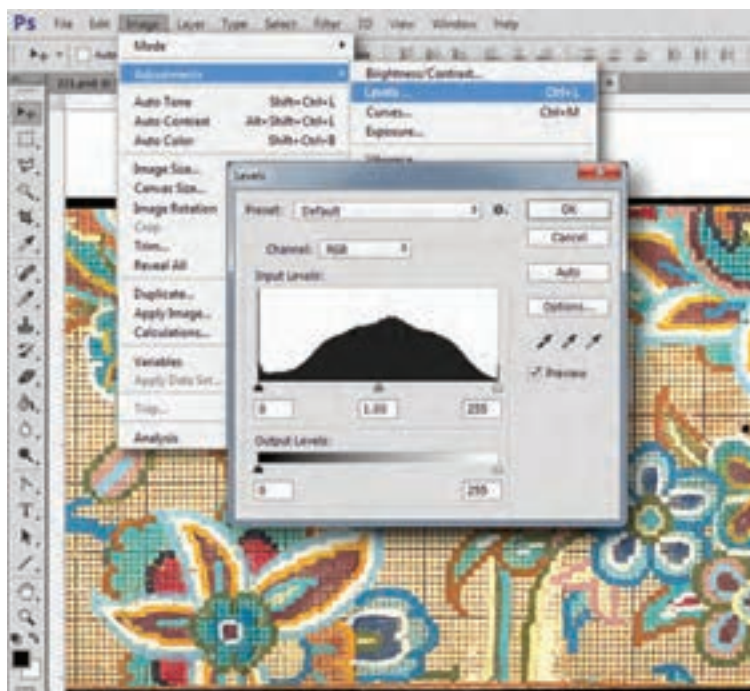 Ps File Edit Image Layer Type Select Filter 3D View Window Help
Mode
Adjustments
Brightness/Contrast...
Levels... Ctrl+L
Curves... Ctrl+M
Exposure...
Auto Tone Shift+Ctrl+L
Auto Contrast Alt+Shift+Ctrl+L
Auto Color Shift+Ctrl+B
Image Size...
Canvas Size...
Image Rotation
Crop
Trim...
Reveal All
Duplicate...
Apply Image...
Calculations...
Variables
Apply Data Set...
Trap...
Analysis
Levels
Preset: Default
Channel: RGB
Input Levels:
0 1.00 255
Output Levels:
0 255
OK
Cancel
Auto
Options...
Preview